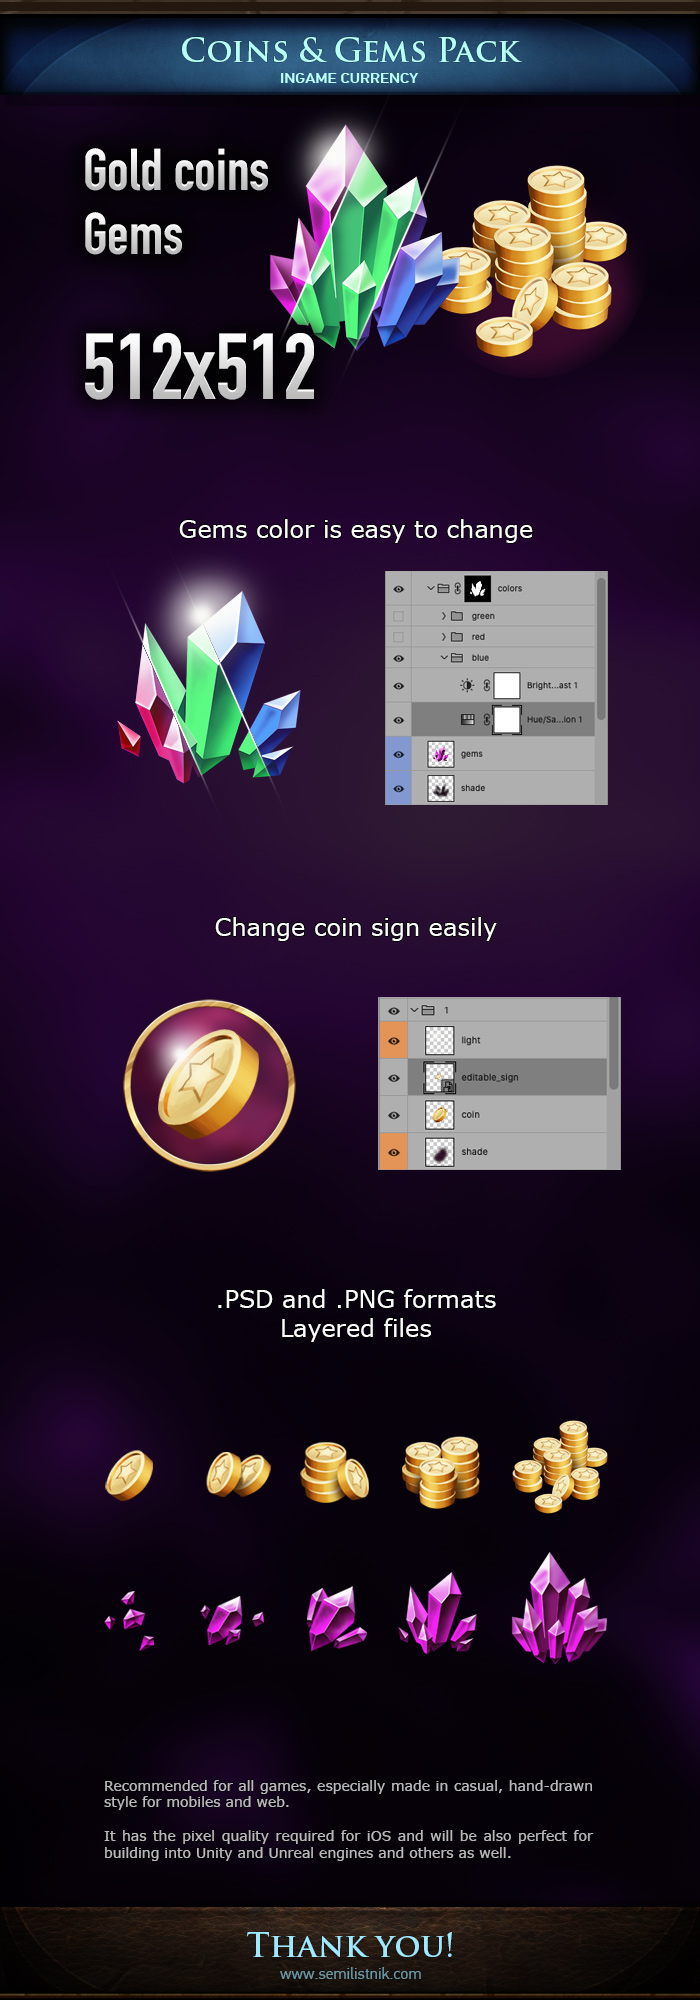 Coins & Gems Pack
INGAME CURRENCY
Gold coins
Gems
512x512
Gems color is easy to change
colors
green
red
blue
Bright...ast 1
Hue/Sa...ion 1
gems
shade
Change coin sign easily
1
light
editable_sign
coin
shade
.PSD and .PNG formats
Layered files
Recommended for all games, especially made in casual, hand-drawn
style for mobiles and web.
It has the pixel quality required for iOS and will be also perfect for
building into Unity and Unreal engines and others as well.
Thank you!
www.semilistnik.com